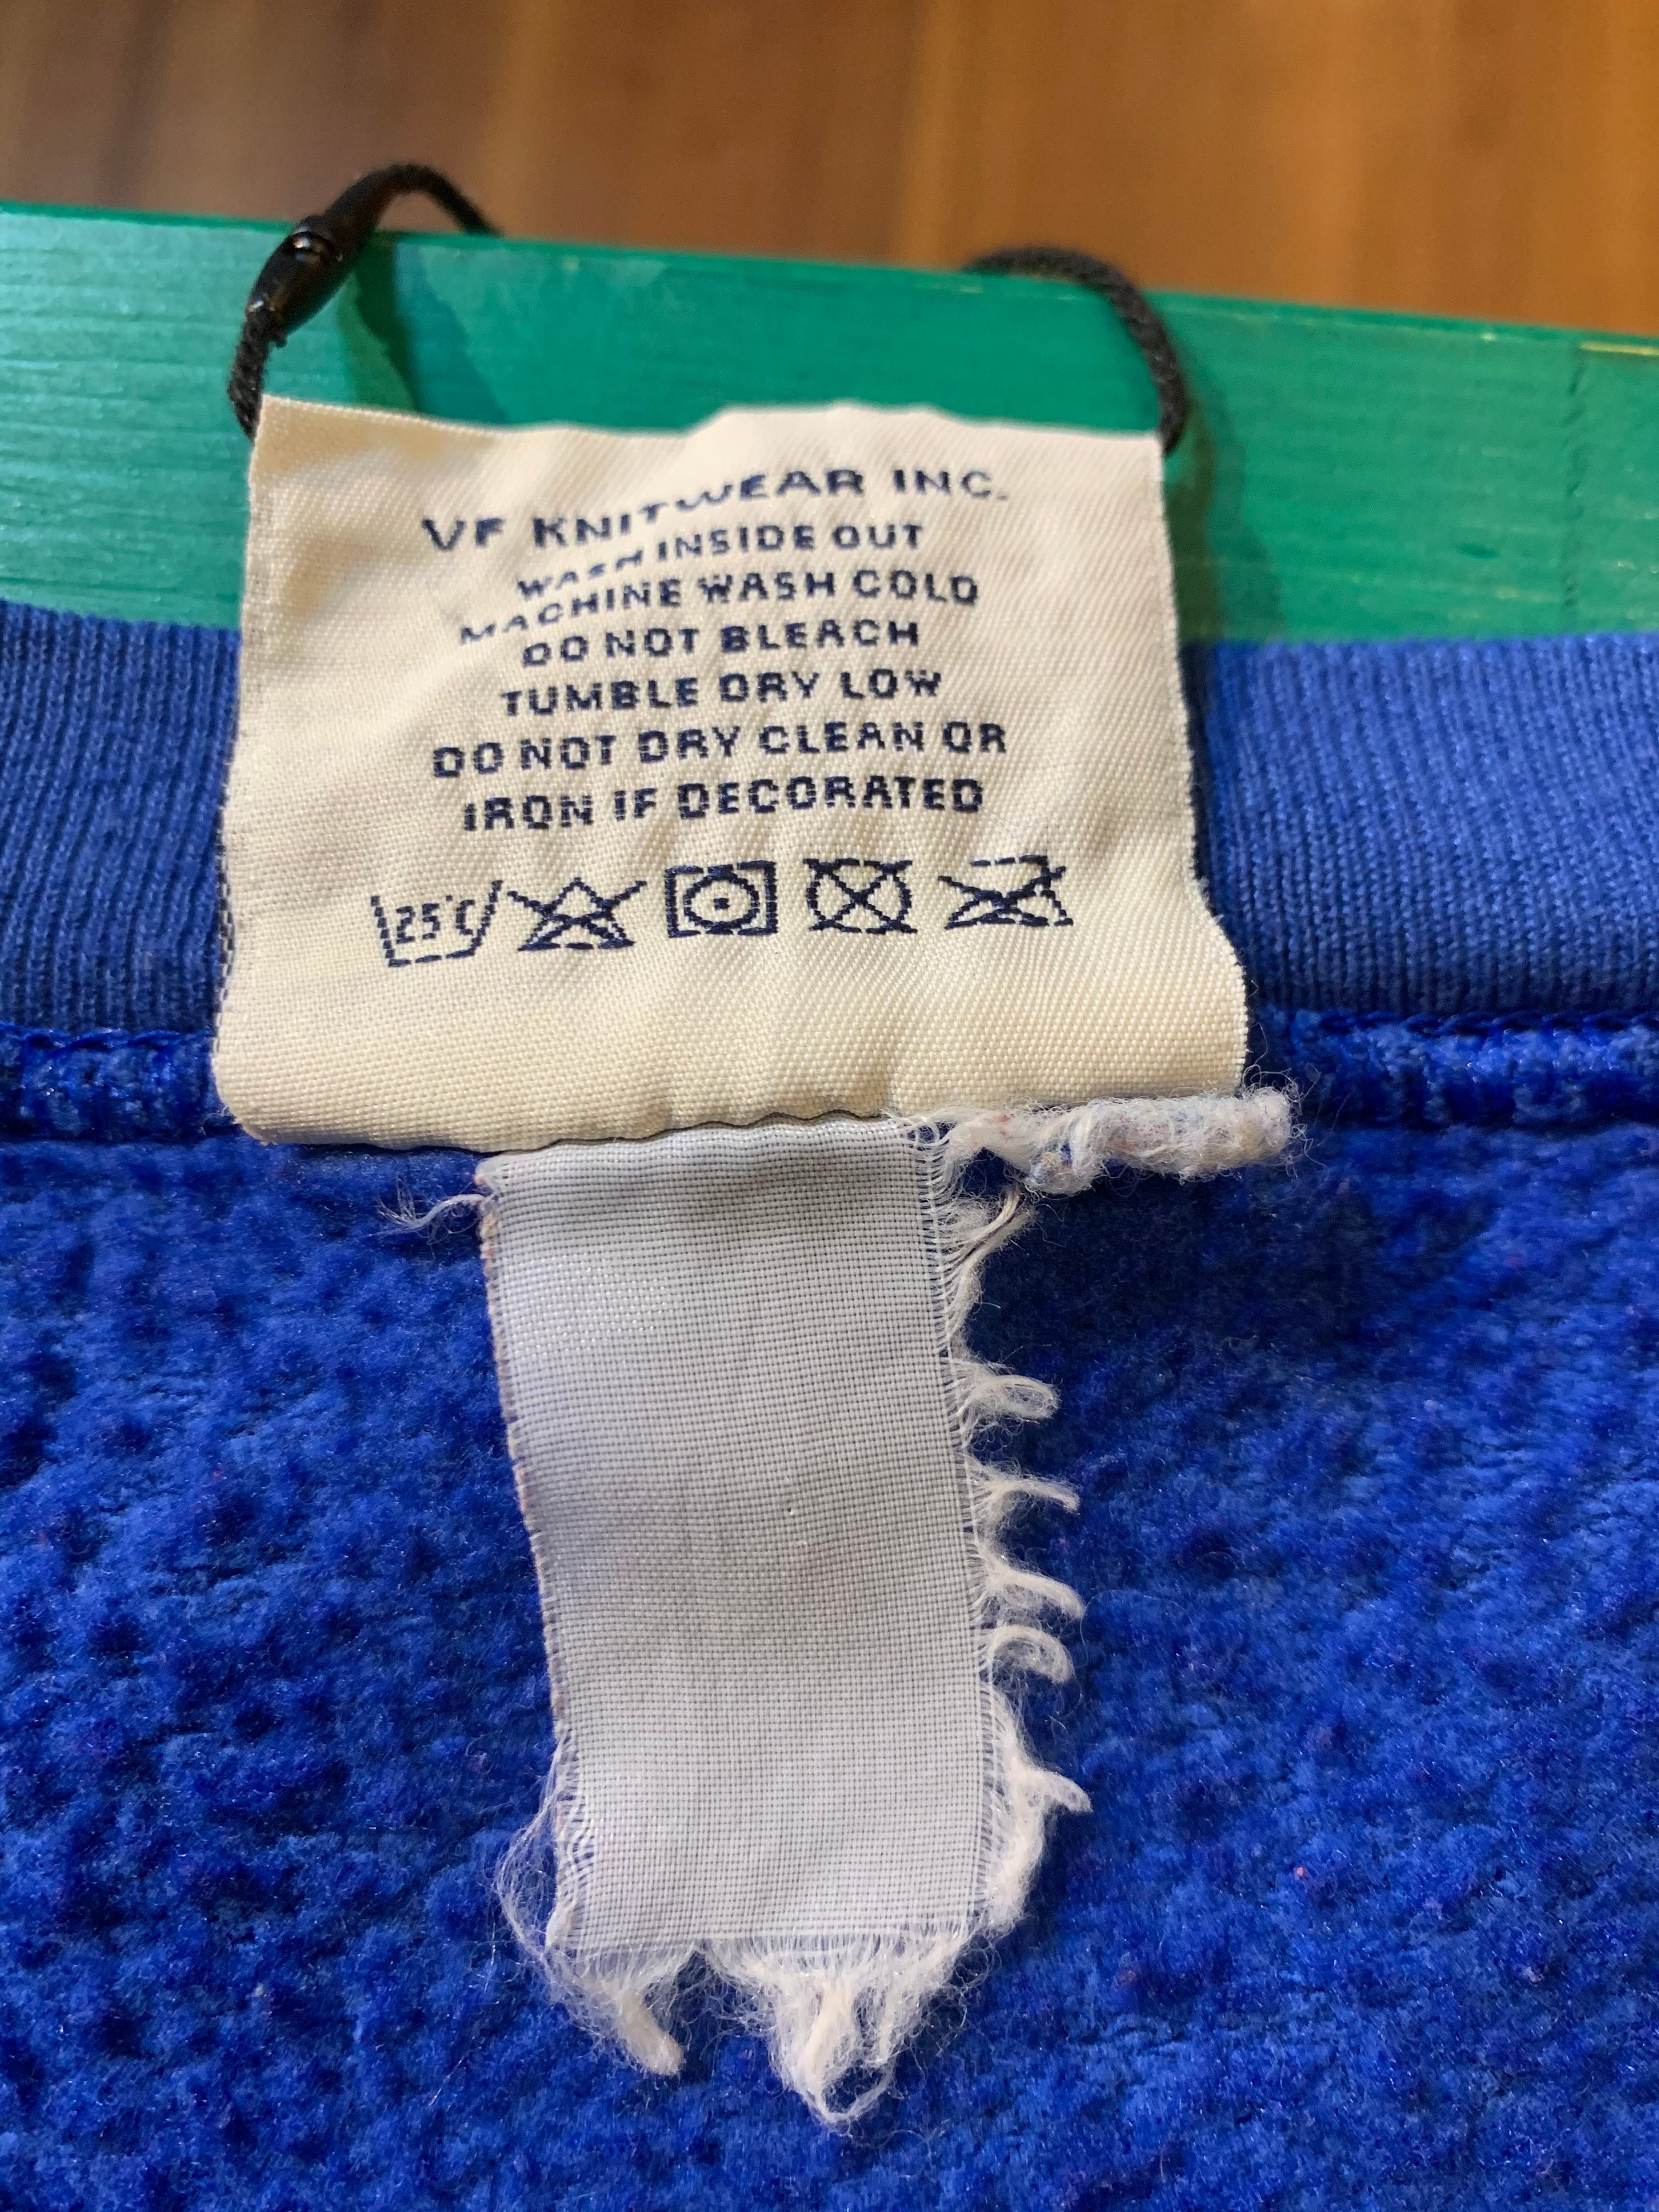 VF KNITWEAR INC.
WASH INSIDE OUT
MACHINE WASH COLD
DO NOT BLEACH
TUMBLE DRY LOW
DO NOT DRY CLEAN OR
IRON IF DECORATED
25°C